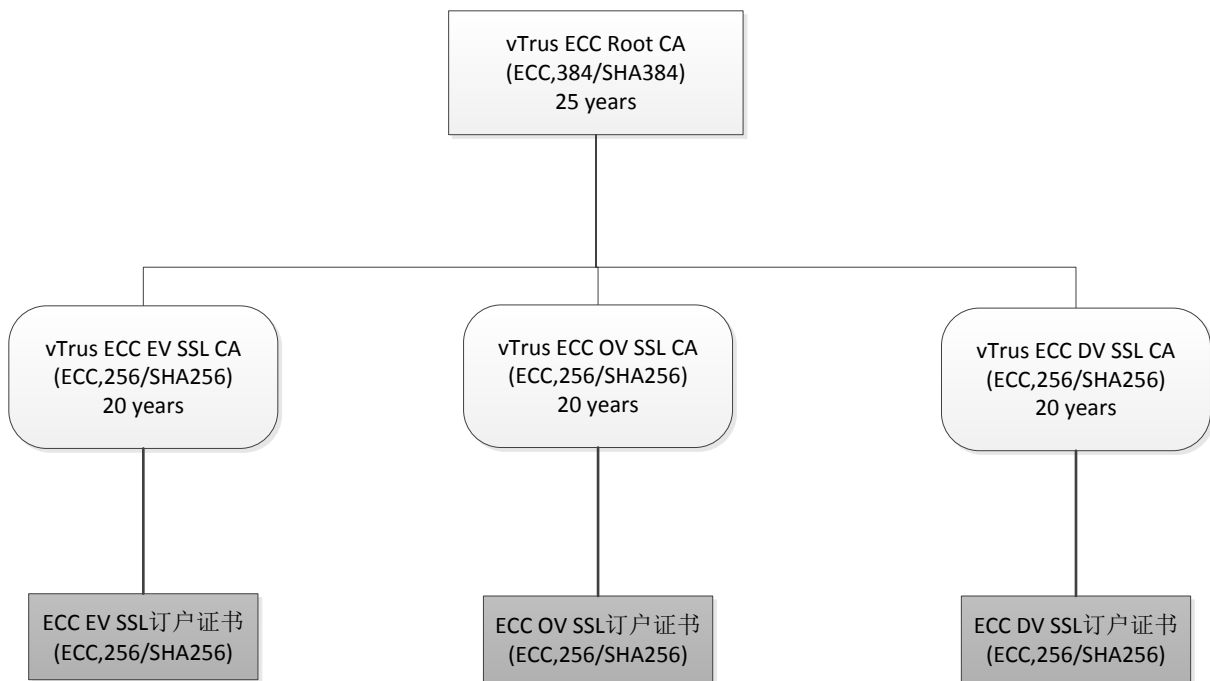 vTrus ECC Root CA
(ECC,384/SHA384)
25 years
vTrus ECC EV SSL CA
(ECC,256/SHA256)
20 years
vTrus ECC OV SSL CA
(ECC,256/SHA256)
20 years
vTrus ECC DV SSL CA
(ECC,256/SHA256)
20 years
ECC EV SSL订户证书
(ECC,256/SHA256)
ECC OV SSL订户证书
(ECC,256/SHA256)
ECC DV SSL订户证书
(ECC,256/SHA256)